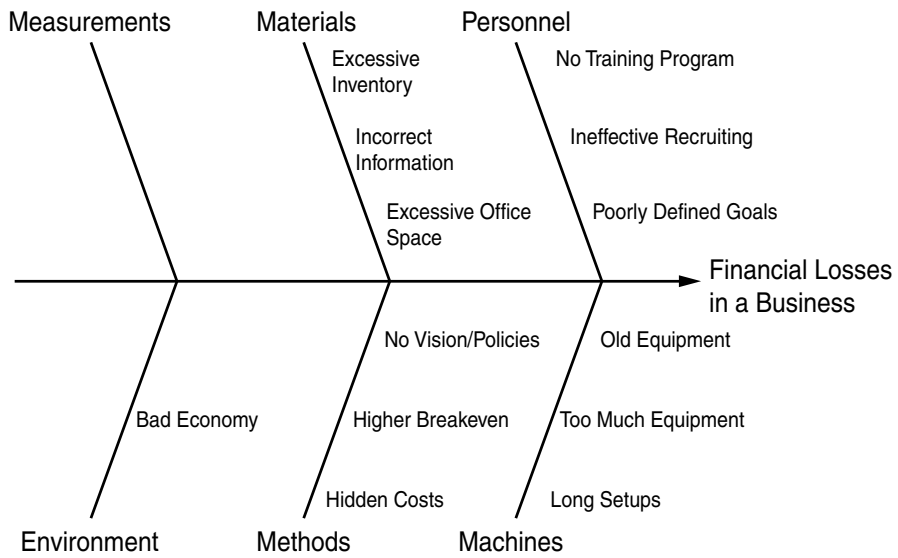 Measurements
Materials
Personnel
Excessive
Inventory
No Training Program
Incorrect
Information
Ineffective Recruiting
Excessive Office
Space
Poorly Defined Goals
Financial Losses
in a Business
No Vision/Policies
Old Equipment
Bad Economy
Higher Breakeven
Too Much Equipment
Hidden Costs
Long Setups
Environment
Methods
Machines